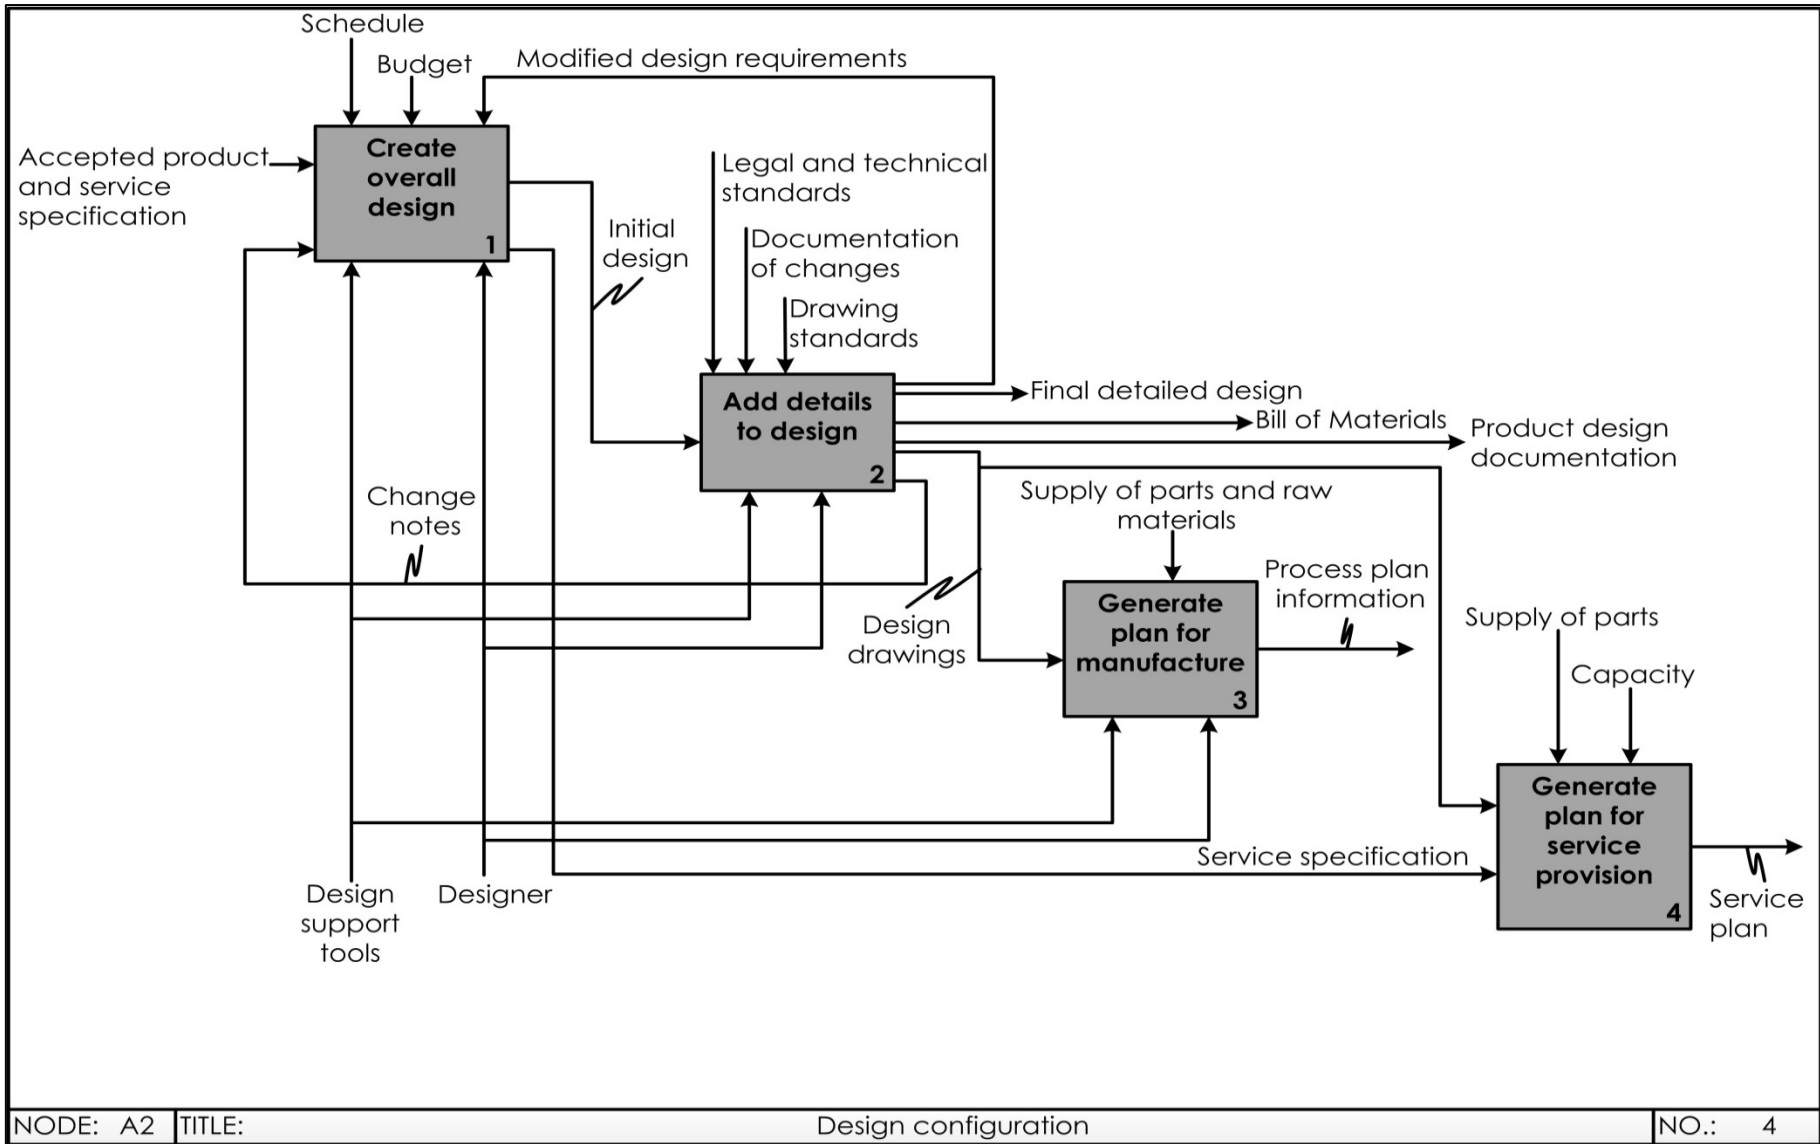 Schedule
Budget
Modified design requirements
Accepted product
and service
specification
Create
overall
design
1
Legal and technical
standards
Initial
design
Documentation
of changes
Drawing
standards
Add details
to design
2
Final detailed design
Bill of Materials
Product design
documentation
Change
notes
Supply of parts and raw
materials
Design
drawings
Generate
plan for
manufacture
3
Process plan
information
Supply of parts
Capacity
Generate
plan for
service
provision
4
Service specification
Design
support
tools
Designer
Service
plan
NODE: A2 TITLE: Design configuration NO.: 4